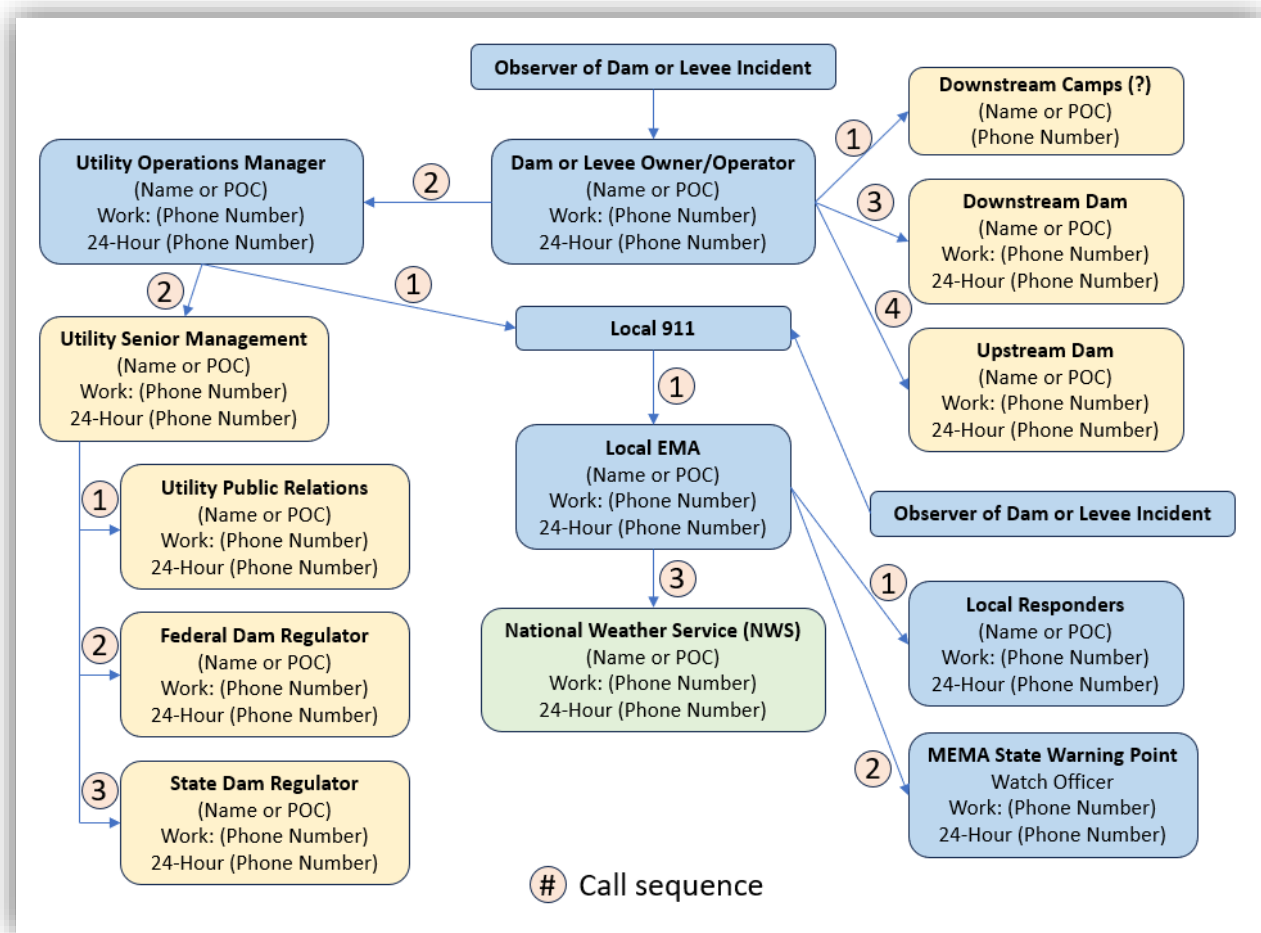 Observer of Dam or Levee Incident
Downstream Camps (?)
(Name or POC)
(Phone Number)
1
Utility Operations Manager
(Name or POC)
Work: (Phone Number)
24-Hour (Phone Number)
2
Dam or Levee Owner/Operator
(Name or POC)
Work: (Phone Number)
24-Hour (Phone Number)
3
Downstream Dam
(Name or POC)
Work: (Phone Number)
24-Hour (Phone Number)
2
1
4
Utility Senior Management
(Name or POC)
Work: (Phone Number)
24-Hour (Phone Number)
Local 911
Upstream Dam
(Name or POC)
Work: (Phone Number)
24-Hour (Phone Number)
1
Local EMA
(Name or POC)
Work: (Phone Number)
24-Hour (Phone Number)
1
Utility Public Relations
(Name or POC)
Work: (Phone Number)
24-Hour (Phone Number)
Observer of Dam or Levee Incident
3
1
Local Responders
(Name or POC)
Work: (Phone Number)
24-Hour (Phone Number)
2
Federal Dam Regulator
(Name or POC)
Work: (Phone Number)
24-Hour (Phone Number)
National Weather Service (NWS)
(Name or POC)
Work: (Phone Number)
24-Hour (Phone Number)
2
MEMA State Warning Point
Watch Officer
Work: (Phone Number)
24-Hour (Phone Number)
3
State Dam Regulator
(Name or POC)
Work: (Phone Number)
24-Hour (Phone Number)
# Call sequence